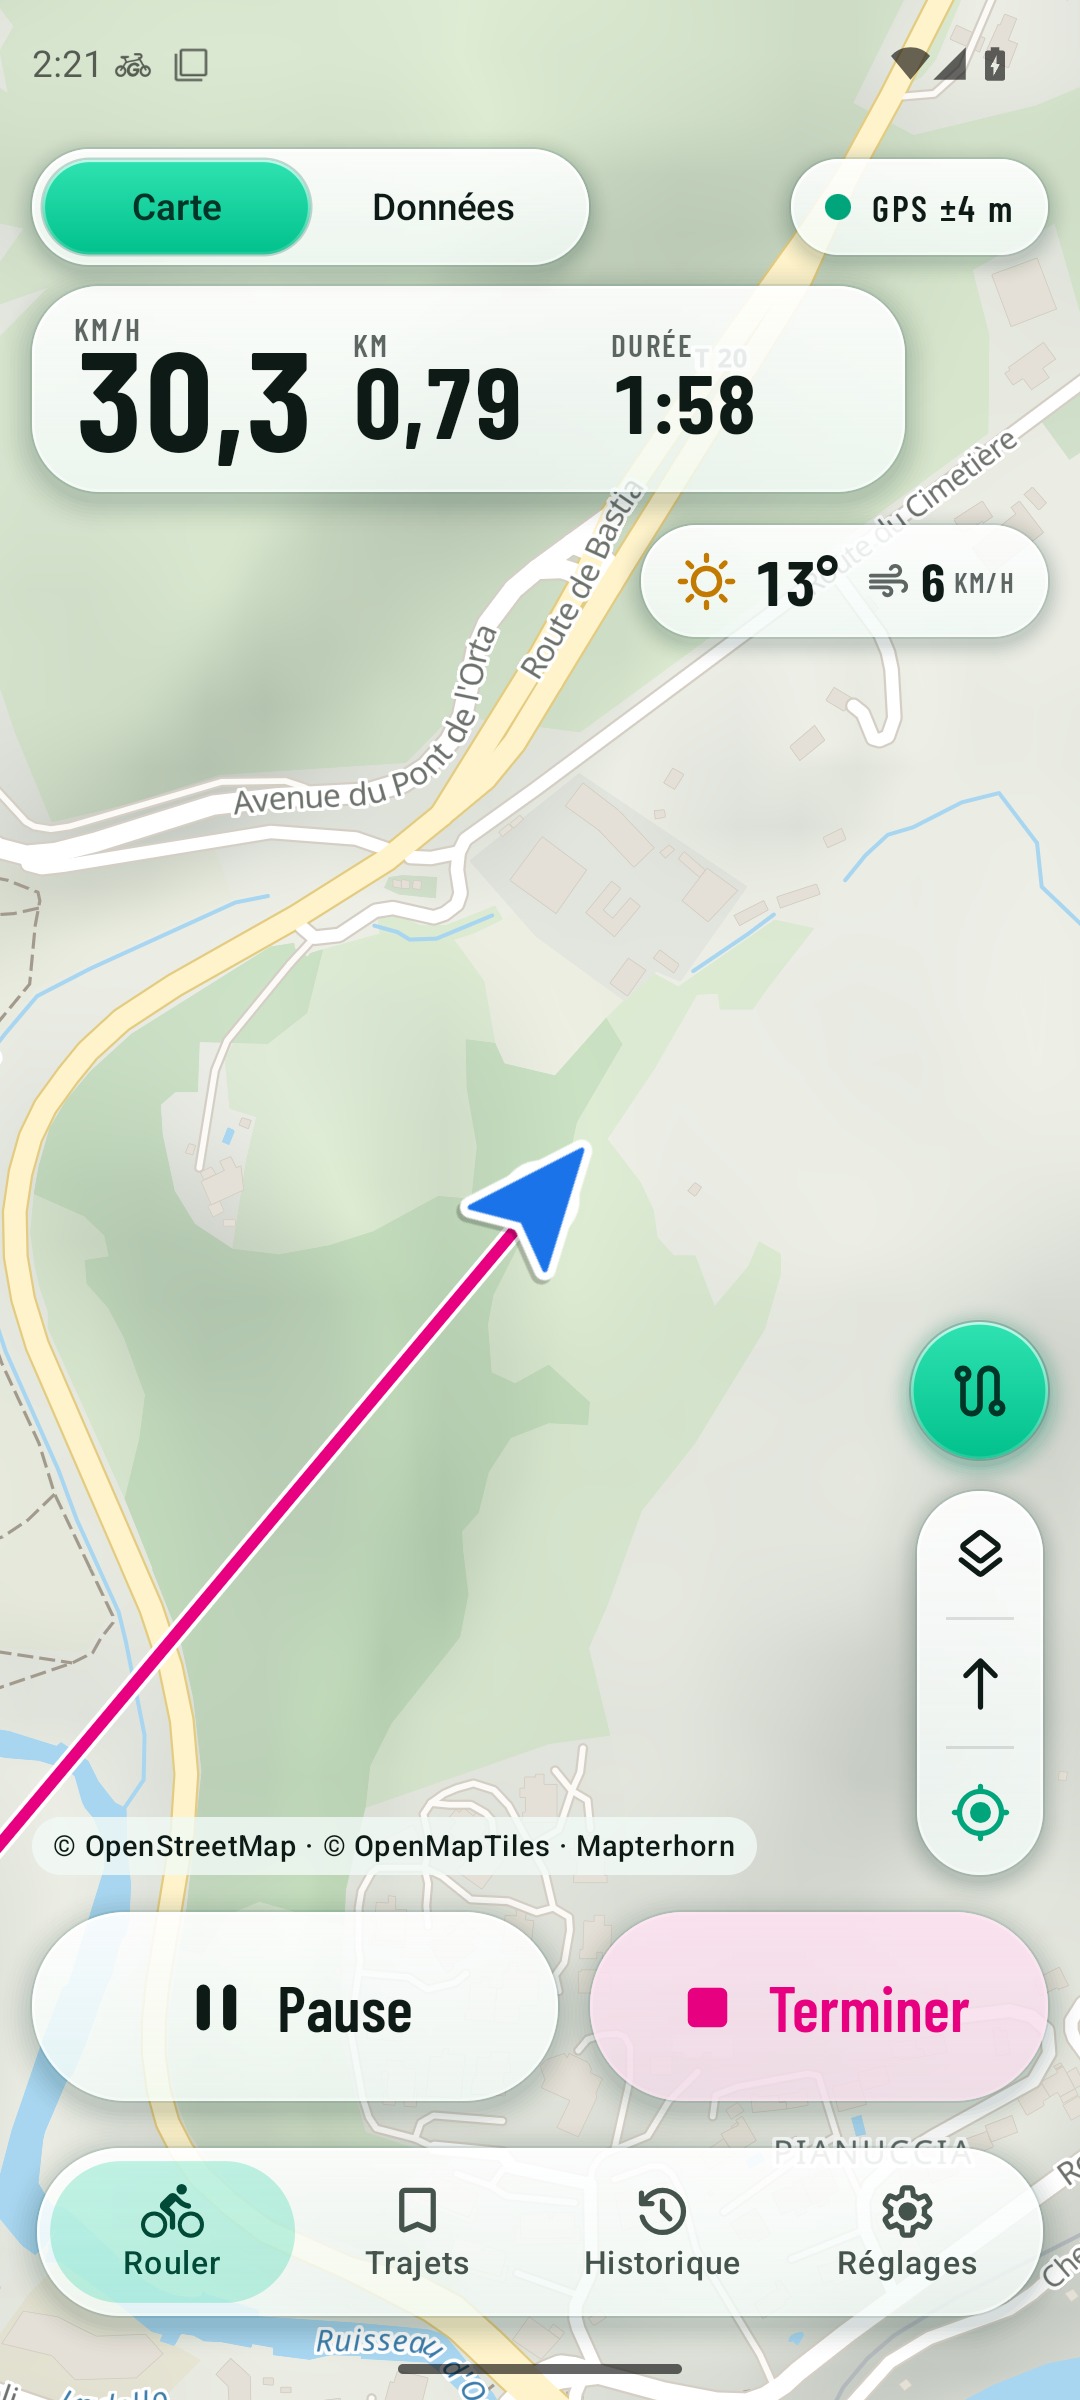 2:21
Carte
Données
GPS ±4 m
KM/H
30,3
KM
0,79
DURÉE
1:58
T 20
Route du Cimetière
13°
6 KM/H
Route de Bastia
Avenue du Pont de l'Orta
© OpenStreetMap · © OpenMapTiles · Mapterhorn
Pause
Terminer
PIANUCCIA
Rouler
Trajets
Historique
Réglages
Ruisseau d'O